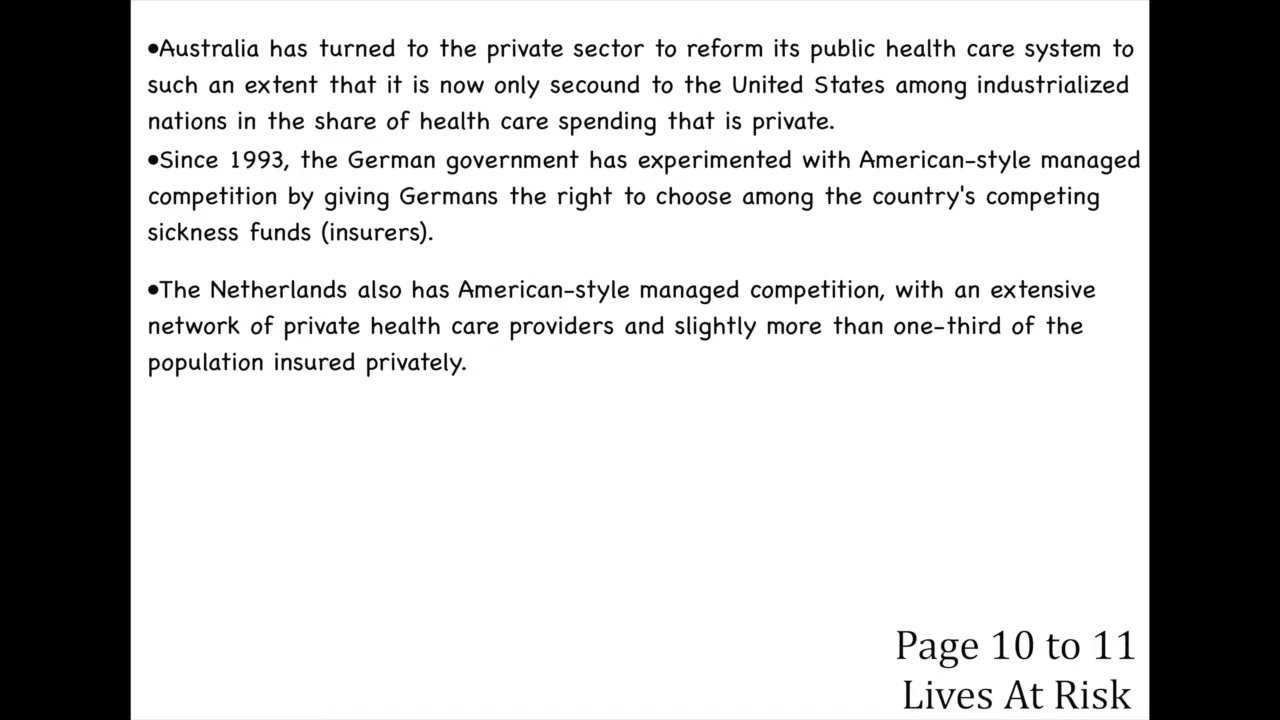 •Australia has turned to the private sector to reform its public health care system to
such an extent that it is now only secound to the United States among industrialized
nations in the share of health care spending that is private.
•Since 1993, the German government has experimented with American-style managed
competition by giving Germans the right to choose among the country's competing
sickness funds (insurers).
•The Netherlands also has American-style managed competition, with an extensive
network of private health care providers and slightly more than one-third of the
population insured privately.
Page 10 to 11
Lives At Risk